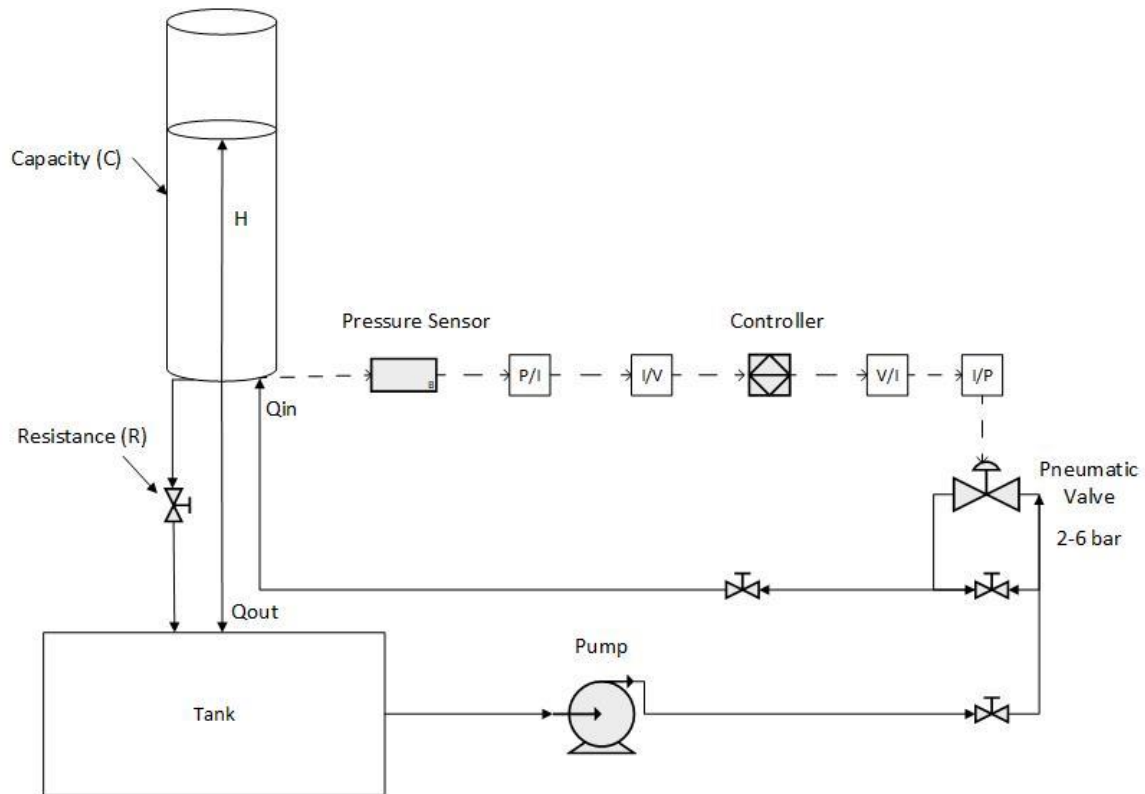 Capacity (C)
H
Pressure Sensor
Controller
B
P/I
I/V
V/I
I/P
Qin
Resistance (R)
Pneumatic
Valve
2-6 bar
Qout
Pump
Tank